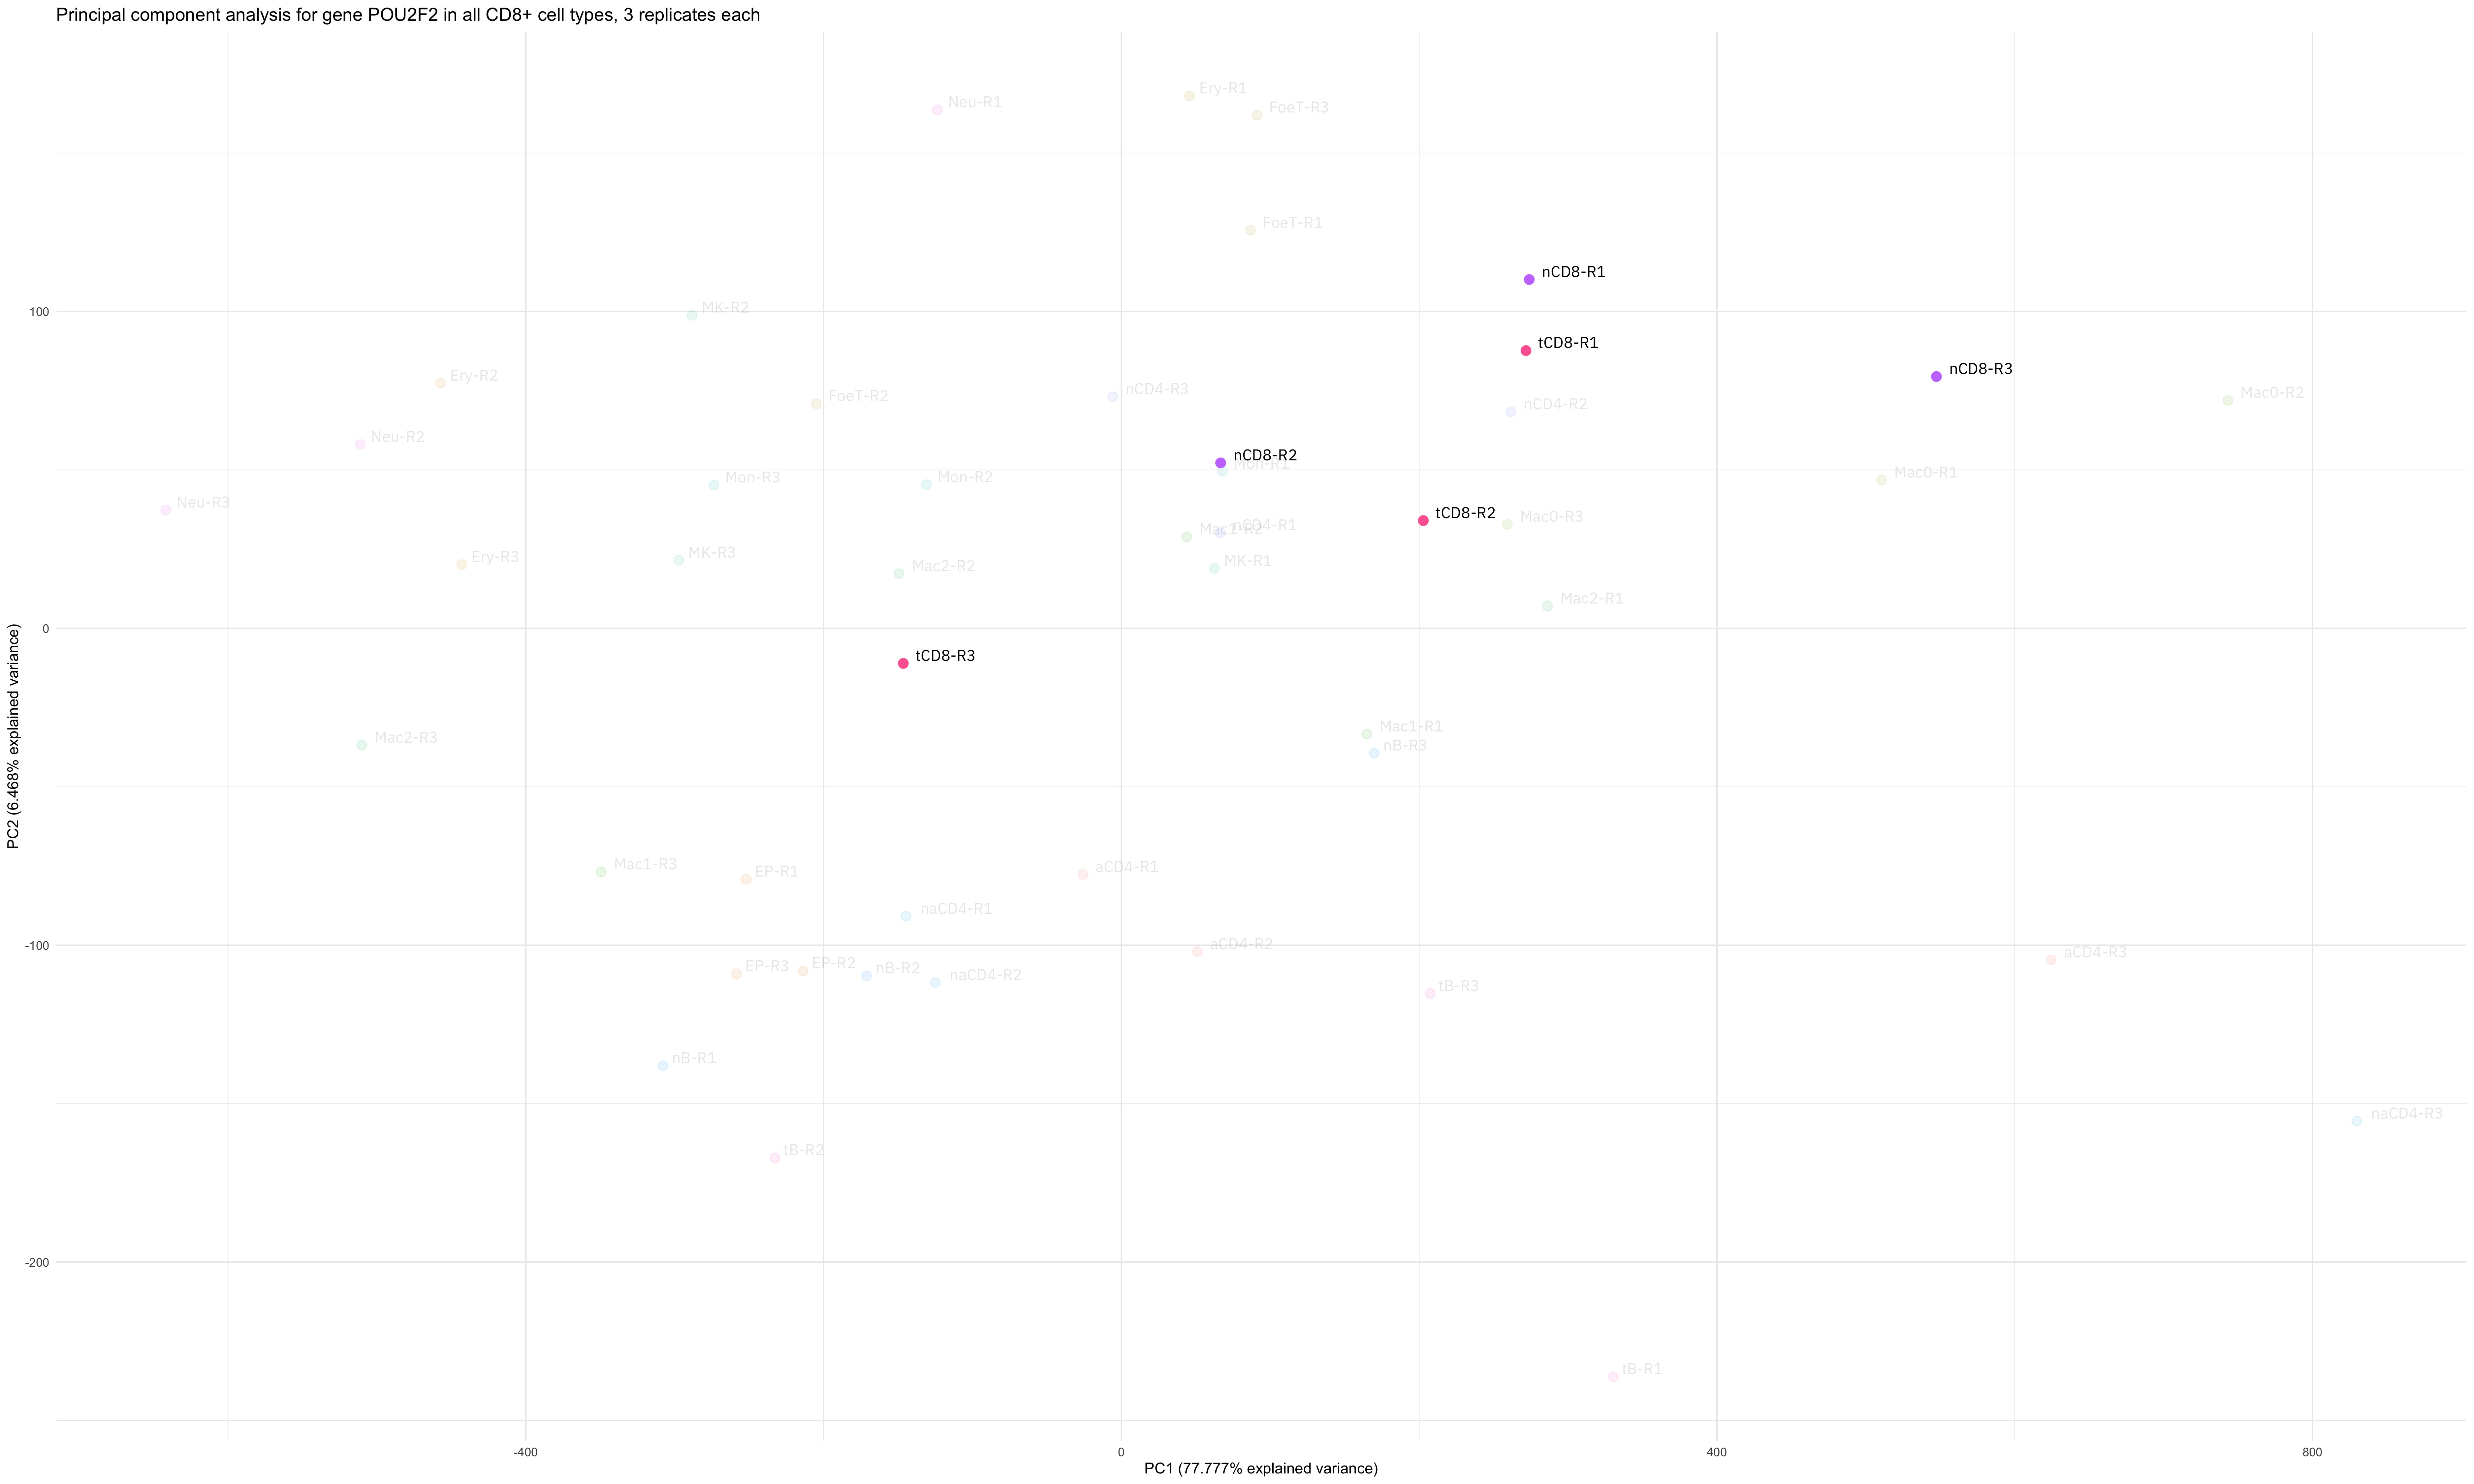 Principal component analysis for gene POU2F2 in all CD8+ cell types, 3 replicates each
Ery-R1
Neu-R1
FoeT-R3
FoeT-R1
nCD8-R1
MK-R2
100
tCD8-R1
nCD8-R3
Ery-R2
nCD4-R3
Mac0-R2
FoeT-R2
nCD4-R2
Neu-R2
nCD8-R2
Mon-R1
Mac0-R1
Mon-R3
Mon-R2
Neu-R3
tCD8-R2
Mac0-R3
nCD4-R1
Mac1-R2
MK-R3
Ery-R3
MK-R1
Mac2-R2
Mac2-R1
0
tCD8-R3
Mac1-R1
Mac2-R3
nB-R3
PC2 (6.468% explained variance)
Mac1-R3
aCD4-R1
EP-R1
naCD4-R1
-100
aCD4-R2
aCD4-R3
EP-R2
EP-R3
nB-R2
naCD4-R2
tB-R3
nB-R1
naCD4-R3
tB-R2
-200
tB-R1
-400
0
400
800
PC1 (77.777% explained variance)